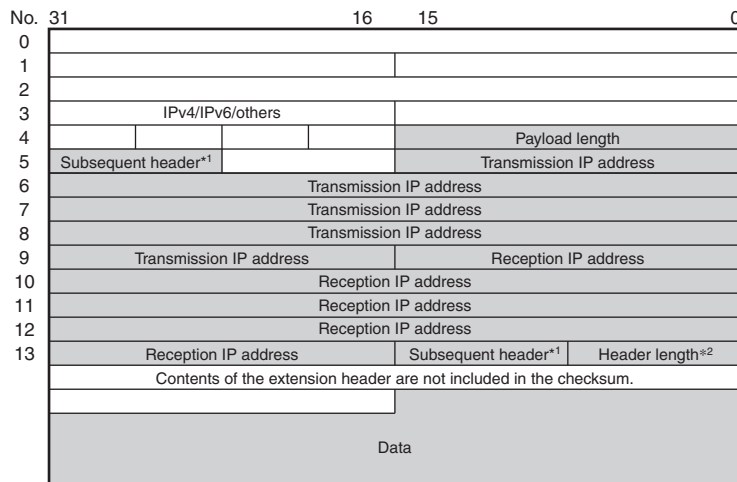 No. 31 16 15 0
0
1
2
3 IPv4/IPv6/others
4 Payload length
5 Subsequent header*1 Transmission IP address
6 Transmission IP address
7 Transmission IP address
8 Transmission IP address
9 Transmission IP address Reception IP address
10 Reception IP address
11 Reception IP address
12 Reception IP address
13 Reception IP address Subsequent header*1 Header length*2
Contents of the extension header are not included in the checksum.
Data